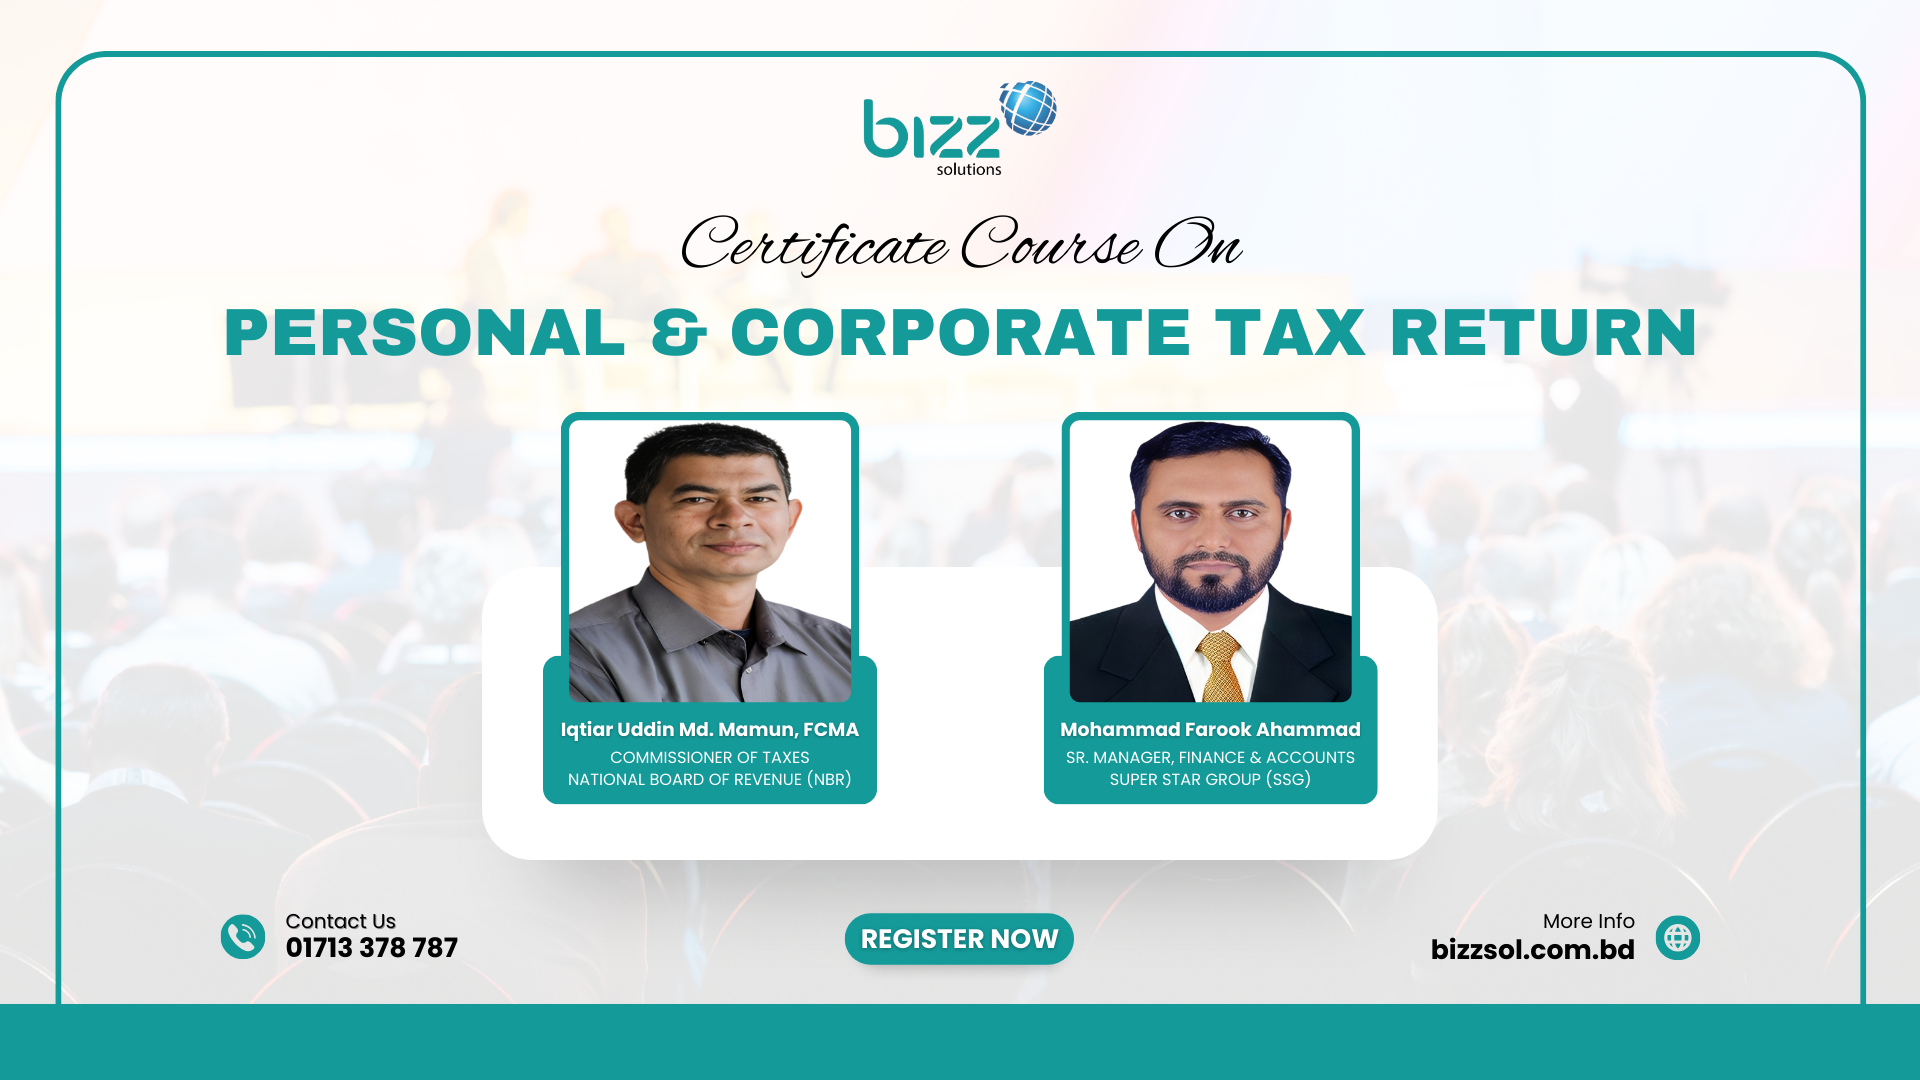 bizz
solutions
Certificate Course On
PERSONAL & CORPORATE TAX RETURN
Iqtiar Uddin Md. Mamun, FCMA
COMMISSIONER OF TAXES
NATIONAL BOARD OF REVENUE (NBR)
Mohammad Farook Ahammad
SR. MANAGER, FINANCE & ACCOUNTS
SUPER STAR GROUP (SSG)
Contact Us
01713 378 787
REGISTER NOW
More Info
bizzsol.com.bd